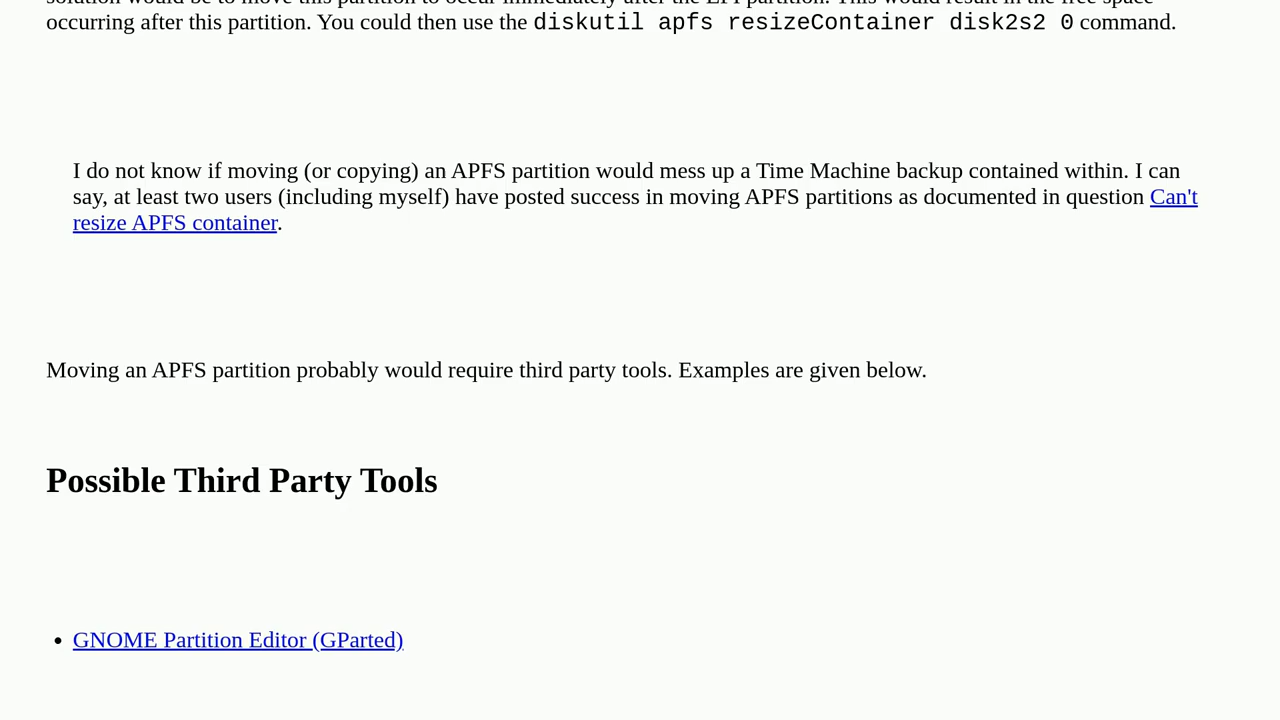 occurring after this partition. You could then use the diskutil apfs resizeContainer disk2s2 0 command.
I do not know if moving (or copying) an APFS partition would mess up a Time Machine backup contained within. I can
say, at least two users (including myself) have posted success in moving APFS partitions as documented in question Can't
resize APFS container.
Moving an APFS partition probably would require third party tools. Examples are given below.
Possible Third Party Tools
• GNOME Partition Editor (GParted)